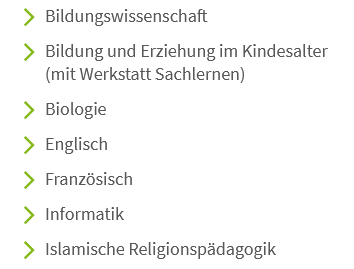 Bildungswissenschaft
Bildung und Erziehung im Kindesalter
(mit Werkstatt Sachlernen)
Biologie
Englisch
Französisch
Informatik
Islamische Religionspädagogik